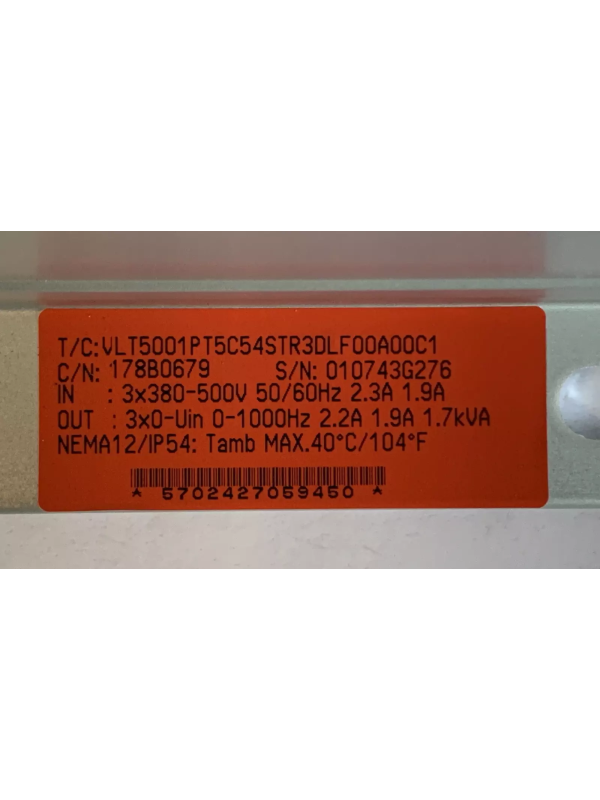 T/C:VLT5001PT5C54STR3DLF00A00C1
C/N: 178B0679 S/N: 010743G276
IN : 3x380-500V 50/60Hz 2.3A 1.9A
OUT : 3x0-Uin 0-1000Hz 2.2A 1.9A 1.7kVA
NEMA12/IP54: Tamb MAX.40°C/104°F
* 5702427059450 *